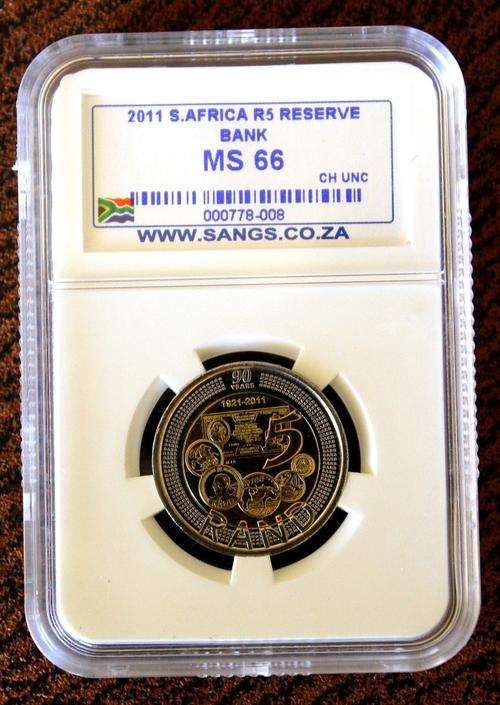 2011 S.AFRICA R5 RESERVE
BANK
MS 66
CH UNC
000778-008
WWW.SANGS.CO.ZA
90
YEARS
1921-2011
5
RAND